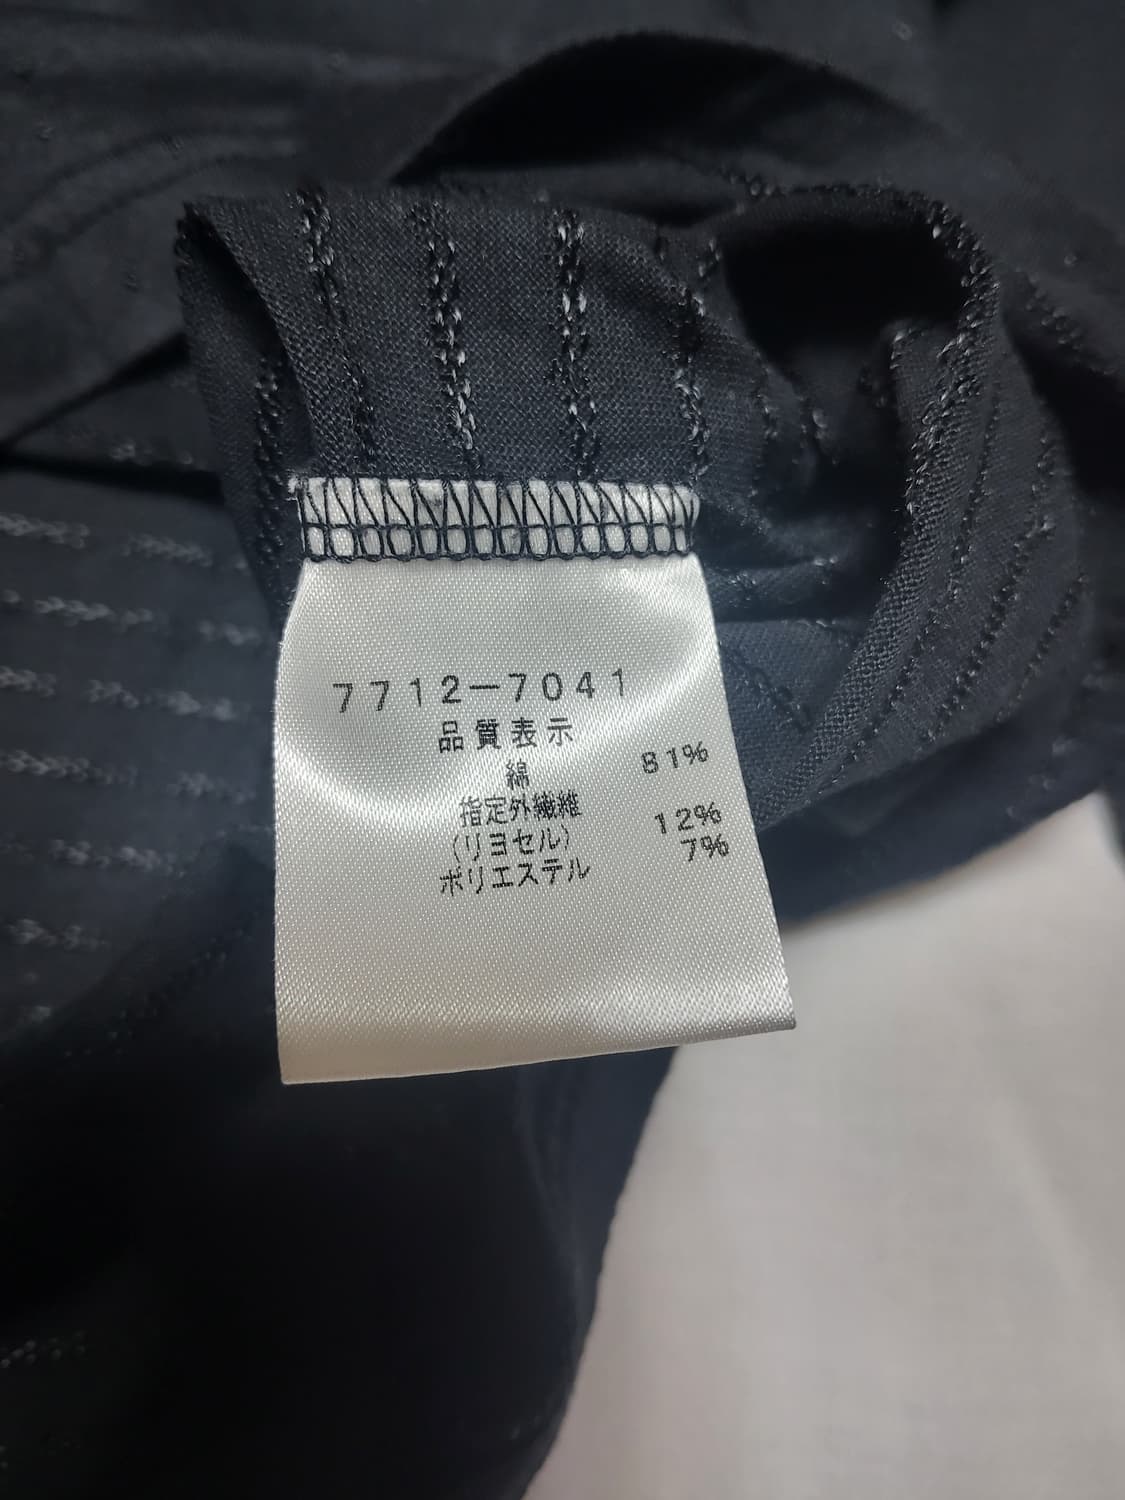 7712-7041
品質表示
綿 81%
指定外繊維
(リヨセル) 12%
ポリエステル 7%